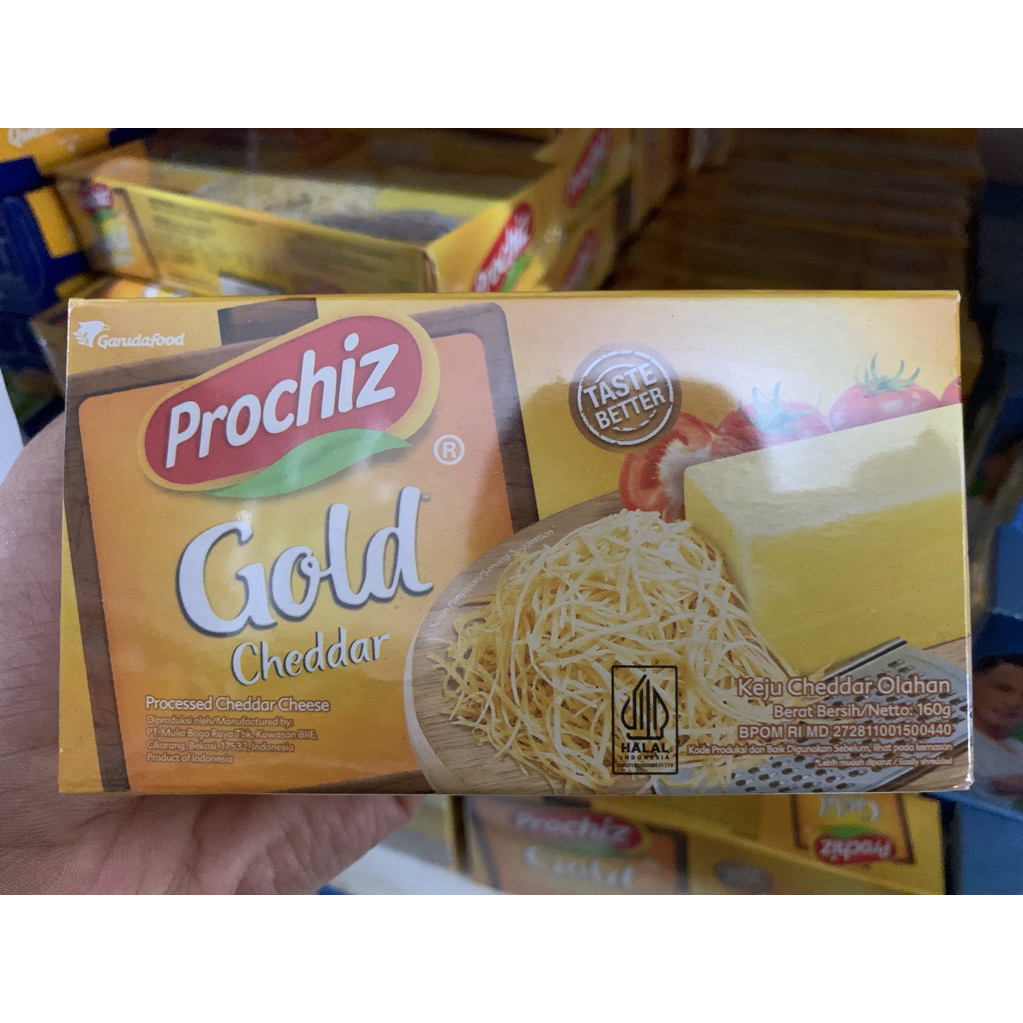 Prochiz
Prochiz
Garudafood
Prochiz
®
Gold
Cheddar
Processed Cheddar Cheese
Diproduksi oleh/Manufactured by:
PT. Mulia Boga Raya Tbk, Kawasan BIIE,
Cikarang, Bekasi 17532, Indonesia
Product of Indonesia
TASTE
BETTER
HALAL
INDONESIA
Keju Cheddar Olahan
Berat Bersih/Netto: 160g
BPOM RI MD 272811001500440
Kode Produksi dan Baik Digunakan Sebelum, lihat pada kemasan
*Lebih mudah diparut / Easily shredded
Prochiz
Gold
Prochiz
Gold